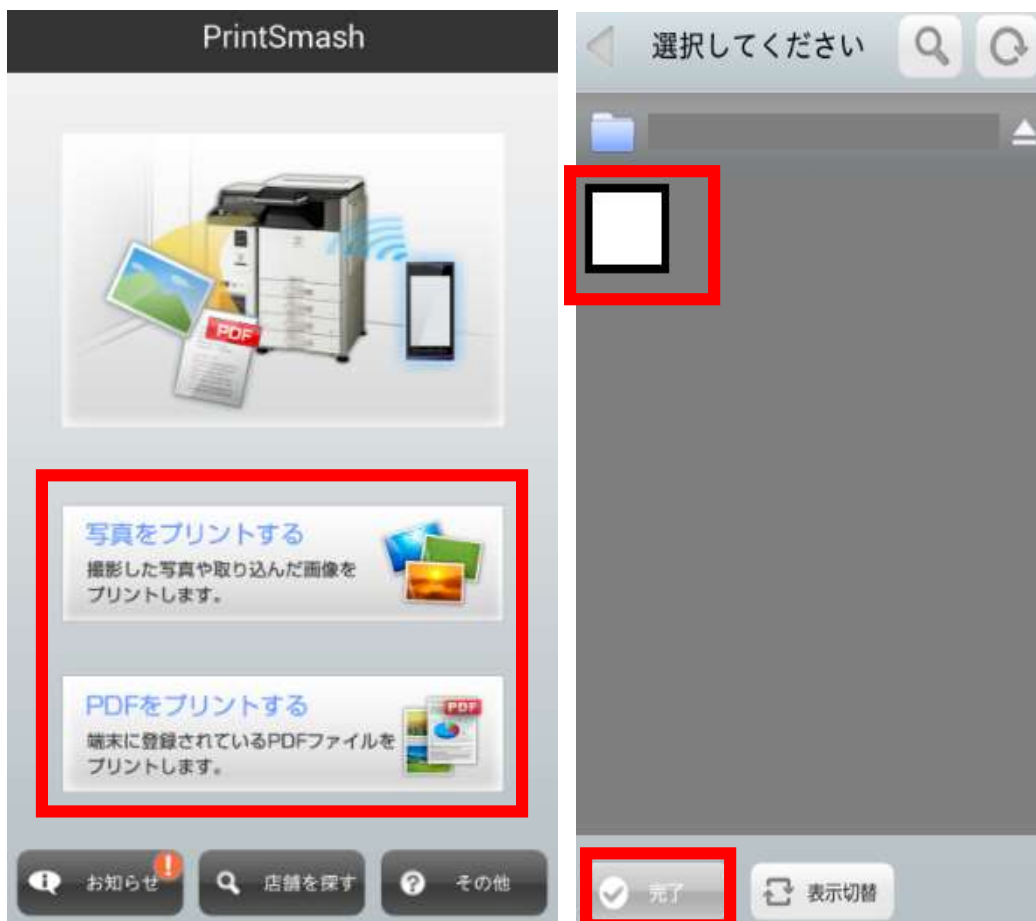 PrintSmash
PDF
写真をプリントする
撮影した写真や取り込んだ画像を
プリントします。
PDFをプリントする
端末に登録されているPDFファイルを
プリントします。
PDF
お知らせ
!
店舗を探す
?
その他
選択してください
完了
表示切替